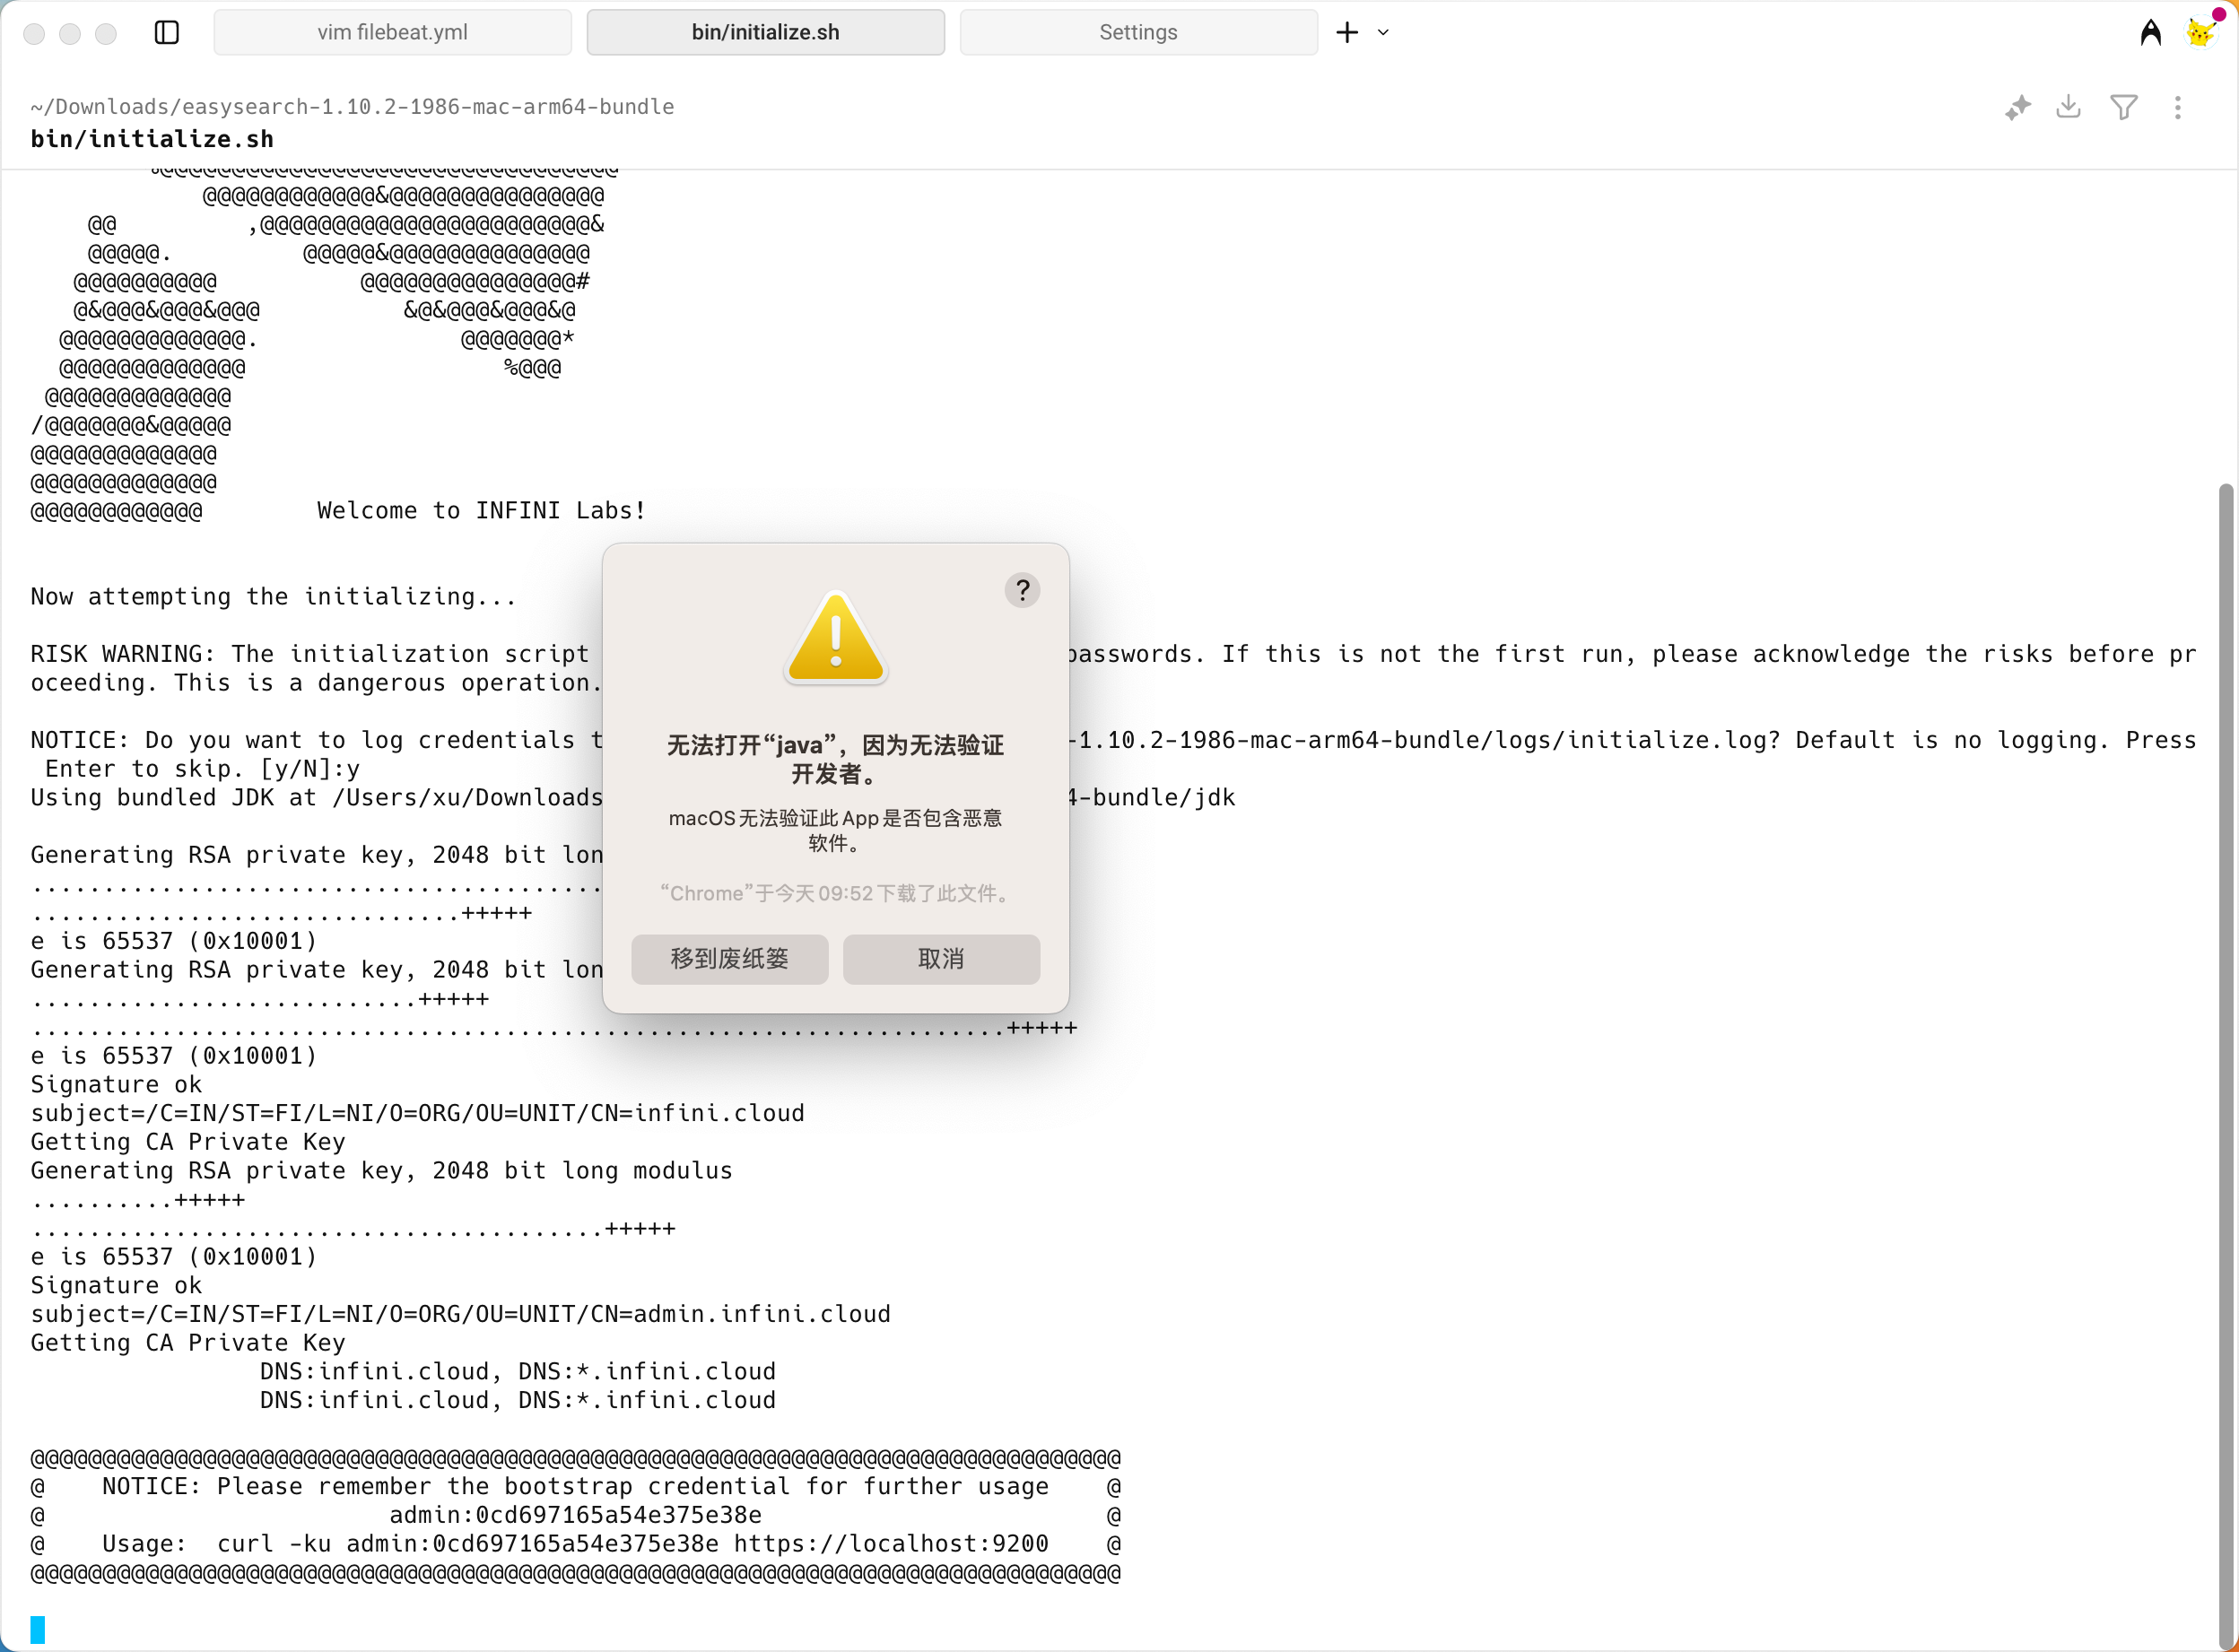 vim filebeat.yml
bin/initialize.sh
Settings
~/Downloads/easysearch-1.10.2-1986-mac-arm64-bundle
bin/initialize.sh
@@@@@@@@@@@@&@@@@@@@@@@@@@@@
@@ ,@@@@@@@@@@@@@@@@@@@@@@@&
@@@@@. @@@@@&@@@@@@@@@@@@@@
@@@@@@@@@@ @@@@@@@@@@@@@@@#
@&@@@&@@@&@@@ &@&@@@&@@@&@
@@@@@@@@@@@@@. @@@@@@@*
@@@@@@@@@@@@@ %@@@
@@@@@@@@@@@@@
/@@@@@@@&@@@@@
@@@@@@@@@@@@@
@@@@@@@@@@@@@
@@@@@@@@@@@@ Welcome to INFINI Labs!
Now attempting the initializing...
RISK WARNING: The initialization script passwords. If this is not the first run, please acknowledge the risks before pr
oceeding. This is a dangerous operation.
NOTICE: Do you want to log credentials t -1.10.2-1986-mac-arm64-bundle/logs/initialize.log? Default is no logging. Press
Enter to skip. [y/N]:y
Using bundled JDK at /Users/xu/Downloads 4-bundle/jdk
Generating RSA private key, 2048 bit lon
........................................
..............................+++++
e is 65537 (0x10001)
Generating RSA private key, 2048 bit lon
...........................+++++
....................................................................+++++
e is 65537 (0x10001)
Signature ok
subject=/C=IN/ST=FI/L=NI/O=ORG/OU=UNIT/CN=infini.cloud
Getting CA Private Key
Generating RSA private key, 2048 bit long modulus
..........+++++
........................................+++++
e is 65537 (0x10001)
Signature ok
subject=/C=IN/ST=FI/L=NI/O=ORG/OU=UNIT/CN=admin.infini.cloud
Getting CA Private Key
DNS:infini.cloud, DNS:*.infini.cloud
DNS:infini.cloud, DNS:*.infini.cloud
@@@@@@@@@@@@@@@@@@@@@@@@@@@@@@@@@@@@@@@@@@@@@@@@@@@@@@@@@@@@@@@@@@@@@@@@@@@@
@ NOTICE: Please remember the bootstrap credential for further usage @
@ admin:0cd697165a54e375e38e @
@ Usage: curl -ku admin:0cd697165a54e375e38e https://localhost:9200 @
@@@@@@@@@@@@@@@@@@@@@@@@@@@@@@@@@@@@@@@@@@@@@@@@@@@@@@@@@@@@@@@@@@@@@@@@@@@@
?
无法打开“java”，因为无法验证
开发者。
macOS无法验证此App是否包含恶意
软件。
“Chrome”于今天09:52下载了此文件。
移到废纸篓
取消